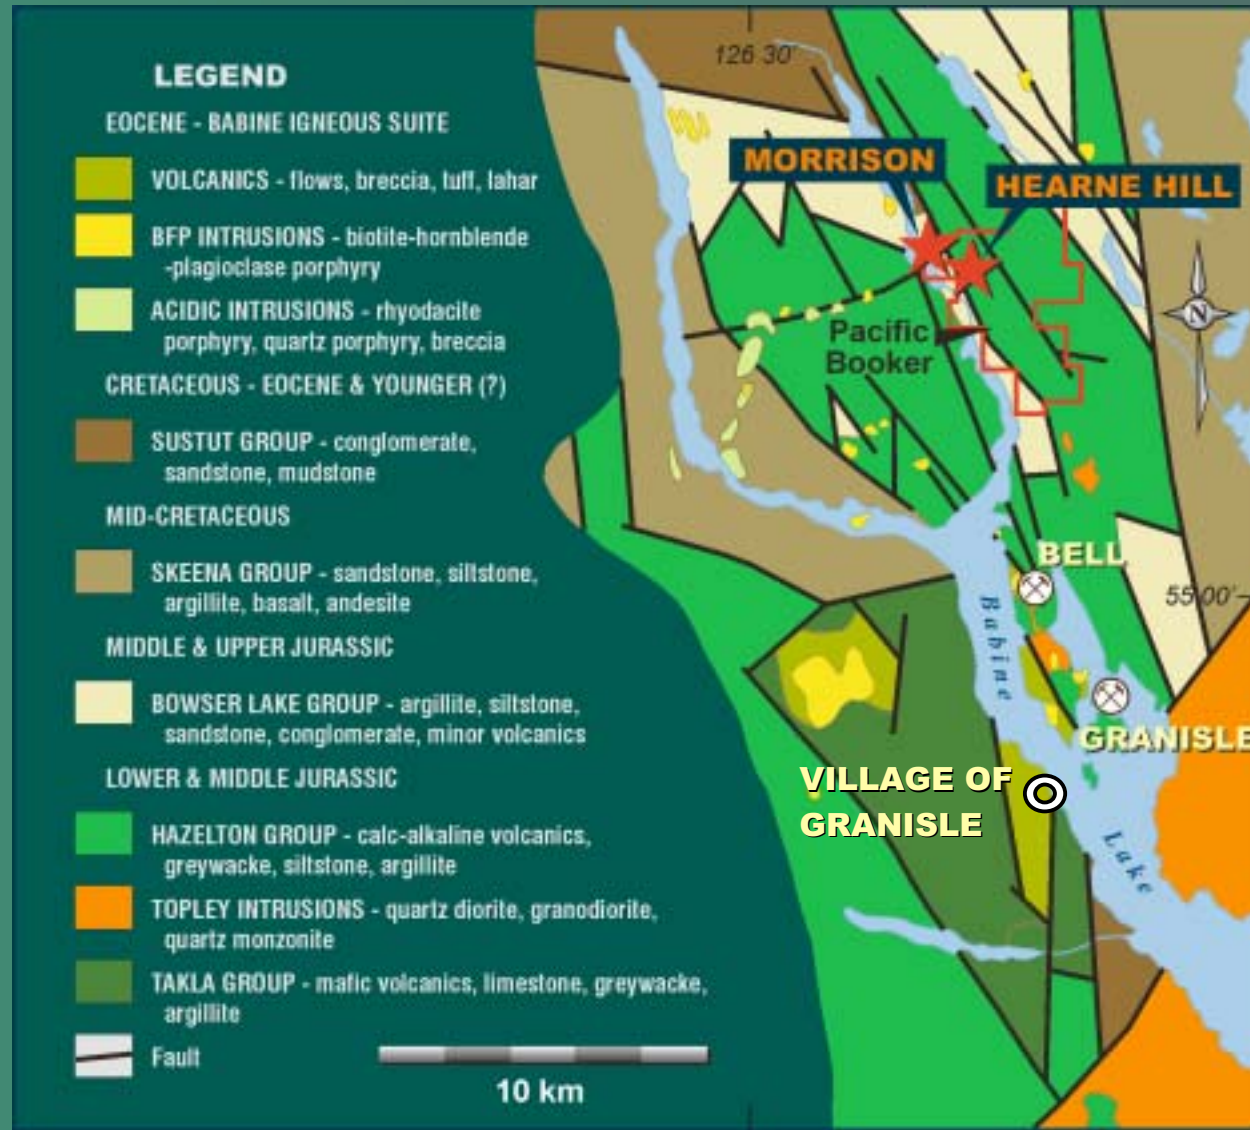 LEGEND
EOCENE - BABINE IGNEOUS SUITE
VOLCANICS - flows, breccia, tuff, lahar
BFP INTRUSIONS - biotite-hornblende
-plagioclase porphyry
ACIDIC INTRUSIONS - rhyodacite
porphyry, quartz porphyry, breccia
CRETACEOUS - EOCENE & YOUNGER (?)
SUSTUT GROUP - conglomerate,
sandstone, mudstone
MID-CRETACEOUS
SKEENA GROUP - sandstone, siltstone,
argillite, basalt, andesite
MIDDLE & UPPER JURASSIC
BOWSER LAKE GROUP - argillite, siltstone,
sandstone, conglomerate, minor volcanics
LOWER & MIDDLE JURASSIC
HAZELTON GROUP - calc-alkaline volcanics,
greywacke, siltstone, argillite
TOPLEY INTRUSIONS - quartz diorite, granodiorite,
quartz monzonite
TAKLA GROUP - mafic volcanics, limestone, greywacke,
argillite
Fault
10 km
126 30'
MORRISON
HEARNE HILL
N
Pacific
Booker
BELL
55 00'
Babine
GRANISLE
VILLAGE OF
GRANISLE
Lake